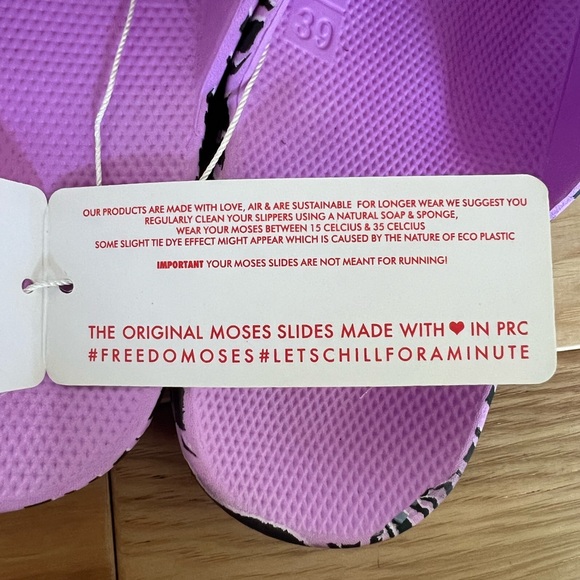 39
OUR PRODUCTS ARE MADE WITH LOVE, AIR & ARE SUSTAINABLE FOR LONGER WEAR WE SUGGEST YOU
REGULARLY CLEAN YOUR SLIPPERS USING A NATURAL SOAP & SPONGE,
WEAR YOUR MOSES BETWEEN 15 CELCIUS & 35 CELCIUS
SOME SLIGHT TIE DYE EFFECT MIGHT APPEAR WHICH IS CAUSED BY THE NATURE OF ECO PLASTIC
IMPORTANT YOUR MOSES SLIDES ARE NOT MEANT FOR RUNNING!
THE ORIGINAL MOSES SLIDES MADE WITH ♥ IN PRC
#FREEDOMOSES#LETSCHILLFORAMINUTE